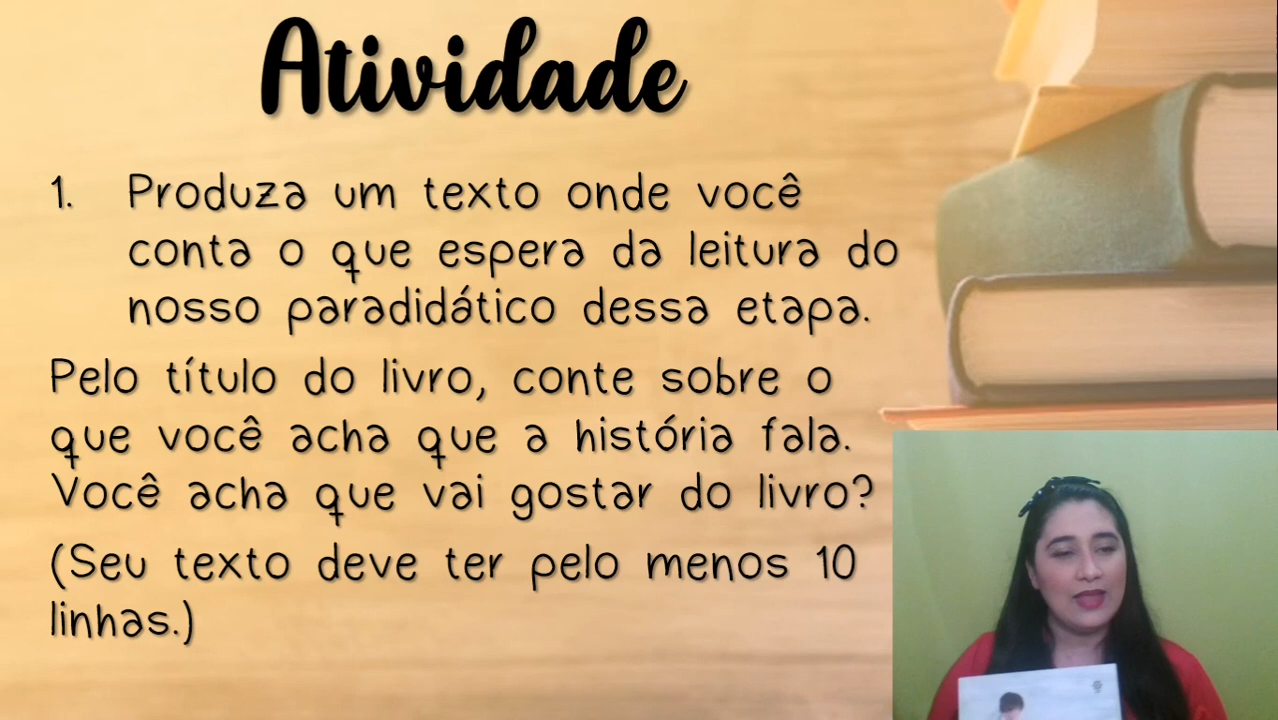 Atividade
1. Produza um texto onde você
conta o que espera da leitura do
nosso paradidático dessa etapa.
Pelo título do livro, conte sobre o
que você acha que a história fala.
Você acha que vai gostar do livro?
(Seu texto deve ter pelo menos 10
linhas.)